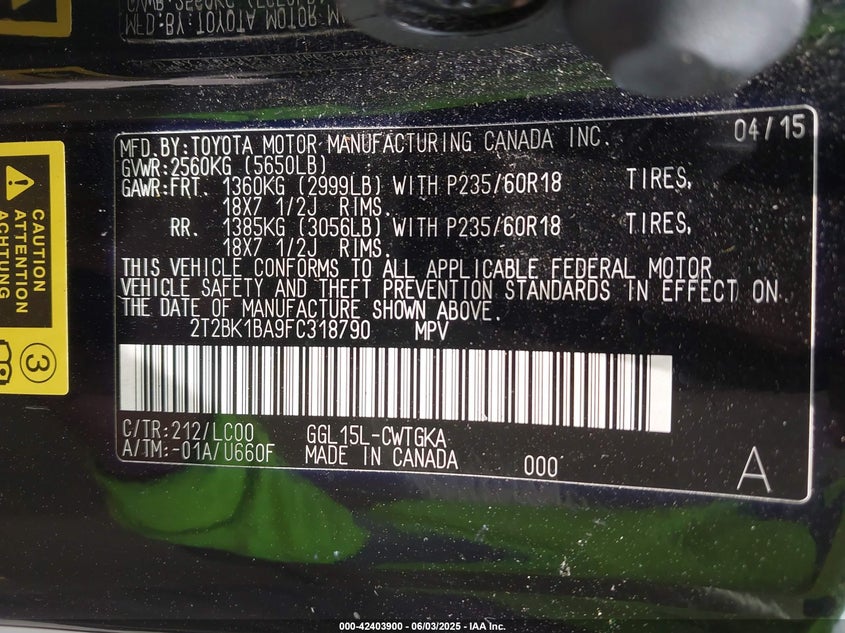 MFD.BY:TOYOTA MOTOR MANUFACTURING CANADA INC. 04/15
GVWR:2560KG (5650LB)
GAWR:FRT. 1360KG (2999LB) WITH P235/60R18 TIRES,
18X7 1/2J RIMS.
RR. 1385KG (3056LB) WITH P235/60R18 TIRES,
18X7 1/2J RIMS.
THIS VEHICLE CONFORMS TO ALL APPLICABLE FEDERAL MOTOR
VEHICLE SAFETY AND THEFT PREVENTION STANDARDS IN EFFECT ON
THE DATE OF MANUFACTURE SHOWN ABOVE.
2T2BK1BA9FC318790 MPV
C/TR:212/LC00 GGL15L-CWTGKA
A/TM:-01A/U660F MADE IN CANADA 000 A
CAUTION
ATTENTION
ACHTUNG
3
000-42403900 - 06/03/2025 - IAA Inc.